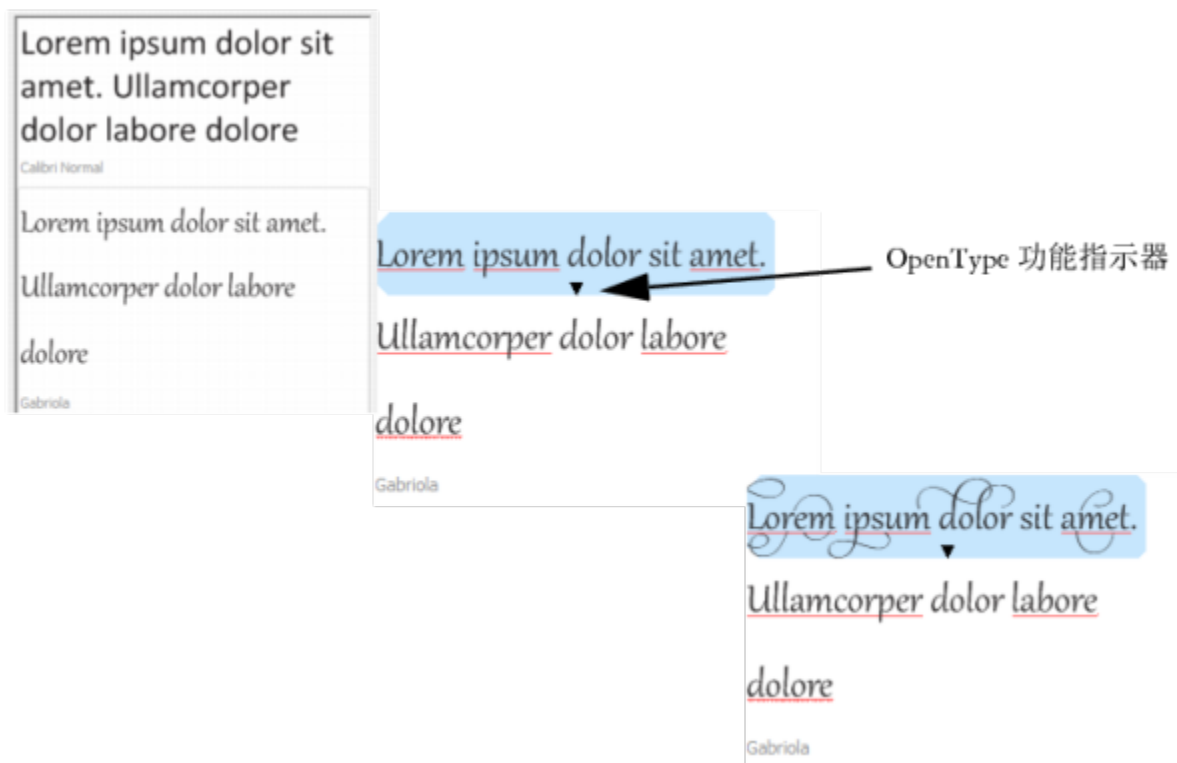 Lorem ipsum dolor sit
amet. Ullamcorper
dolor labore dolore
Calibri Normal
Lorem ipsum dolor sit amet.
Ullamcorper dolor labore
dolore
Gabriola
Lorem ipsum dolor sit amet.
OpenType 功能指示器
Ullamcorper dolor labore
dolore
Gabriola
Lorem ipsum dolor sit amet.
Ullamcorper dolor labore
dolore
Gabriola